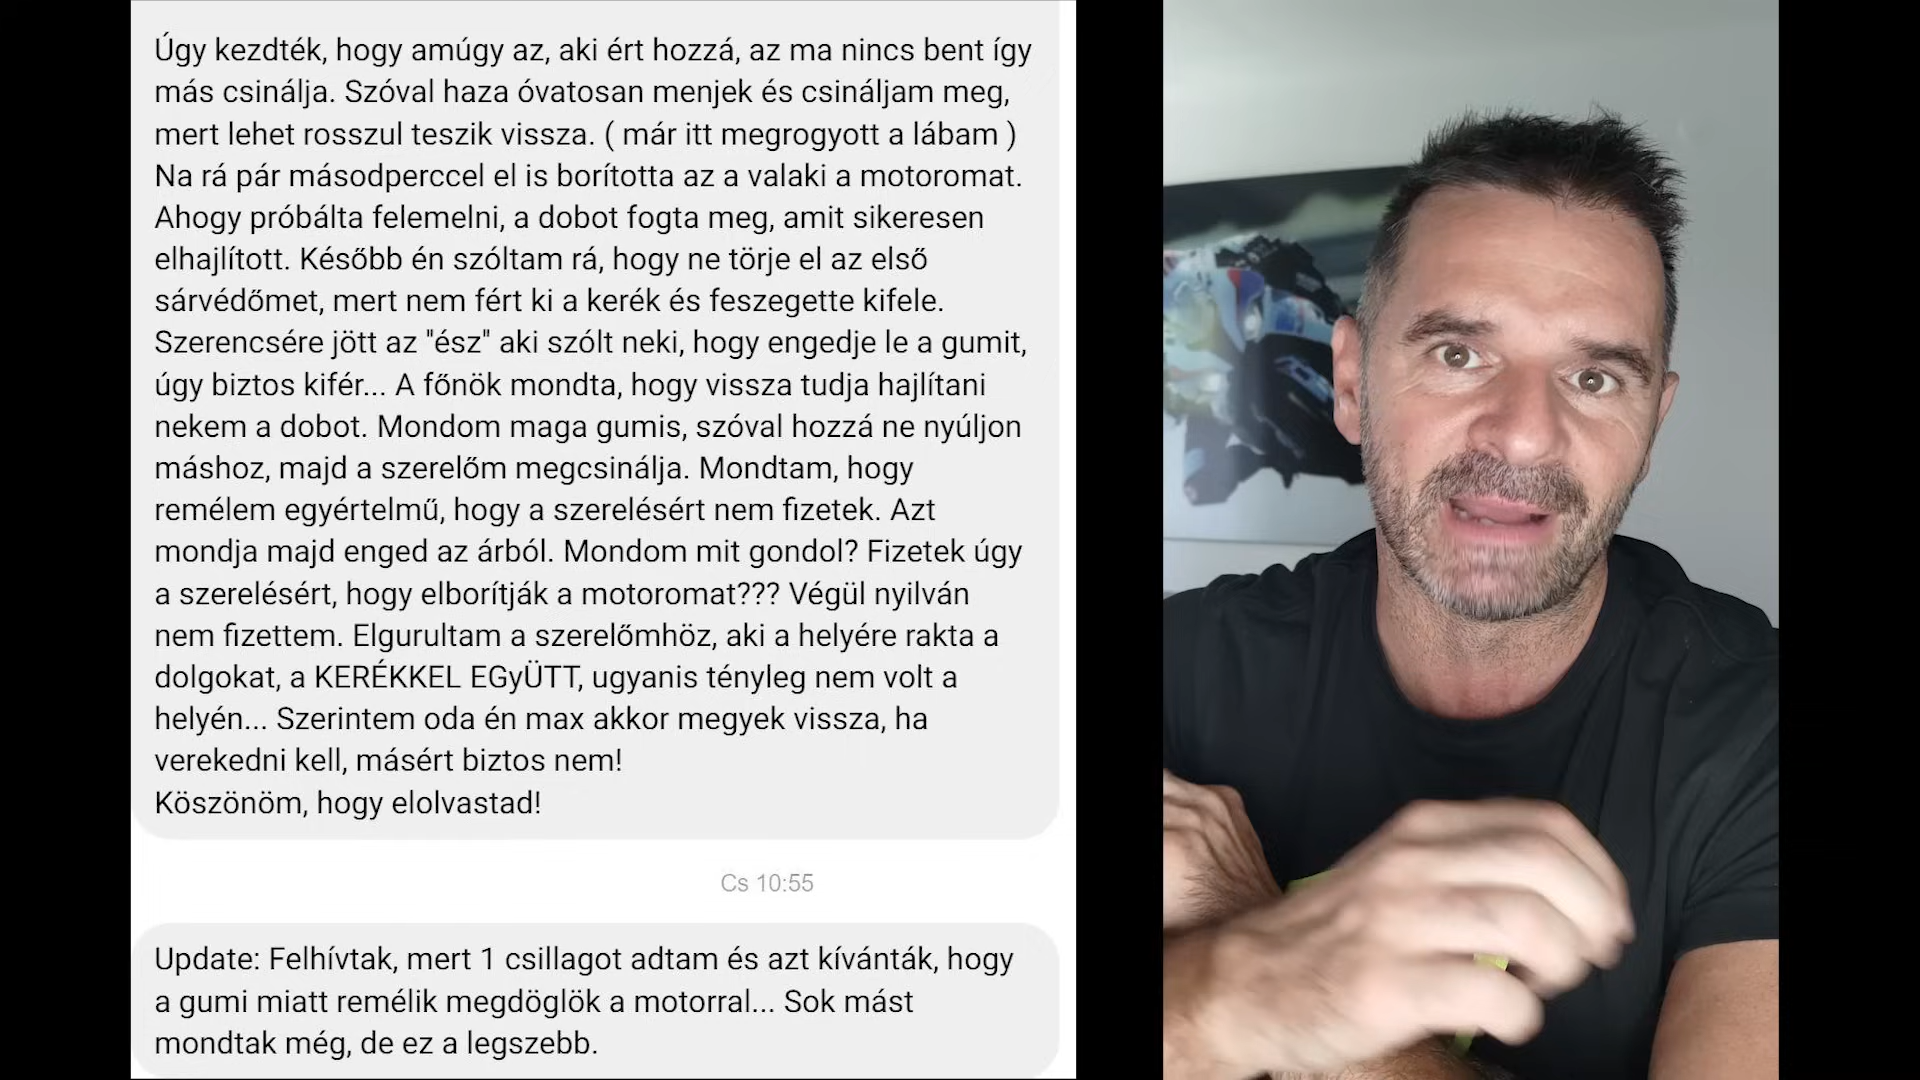 Úgy kezdték, hogy amúgy az, aki ért hozzá, az ma nincs bent így
más csinálja. Szóval haza óvatosan menjek és csináljam meg,
mert lehet rosszul teszik vissza. ( már itt megrogyott a lábam )
Na rá pár másodperccel el is borította az a valaki a motoromat.
Ahogy próbálta felemelni, a dobot fogta meg, amit sikeresen
elhajlított. Később én szóltam rá, hogy ne törje el az első
sárvédőmet, mert nem fért ki a kerék és feszegette kifele.
Szerencsére jött az "ész" aki szólt neki, hogy engedje le a gumit,
úgy biztos kifér... A főnök mondta, hogy vissza tudja hajlítani
nekem a dobot. Mondom maga gumis, szóval hozzá ne nyúljon
máshoz, majd a szerelőm megcsinálja. Mondtam, hogy
remélem egyértelmű, hogy a szerelésért nem fizetek. Azt
mondja majd enged az árból. Mondom mit gondol? Fizetek úgy
a szerelésért, hogy elborítják a motoromat??? Végül nyilván
nem fizettem. Elgurultam a szerelőmhöz, aki a helyére rakta a
dolgokat, a KERÉKKEL EGyÜTT, ugyanis tényleg nem volt a
helyén... Szerintem oda én max akkor megyek vissza, ha
verekedni kell, másért biztos nem!
Köszönöm, hogy elolvastad!
Cs 10:55
Update: Felhívtak, mert 1 csillagot adtam és azt kívánták, hogy
a gumi miatt remélik megdöglök a motorral... Sok mást
mondtak még, de ez a legszebb.